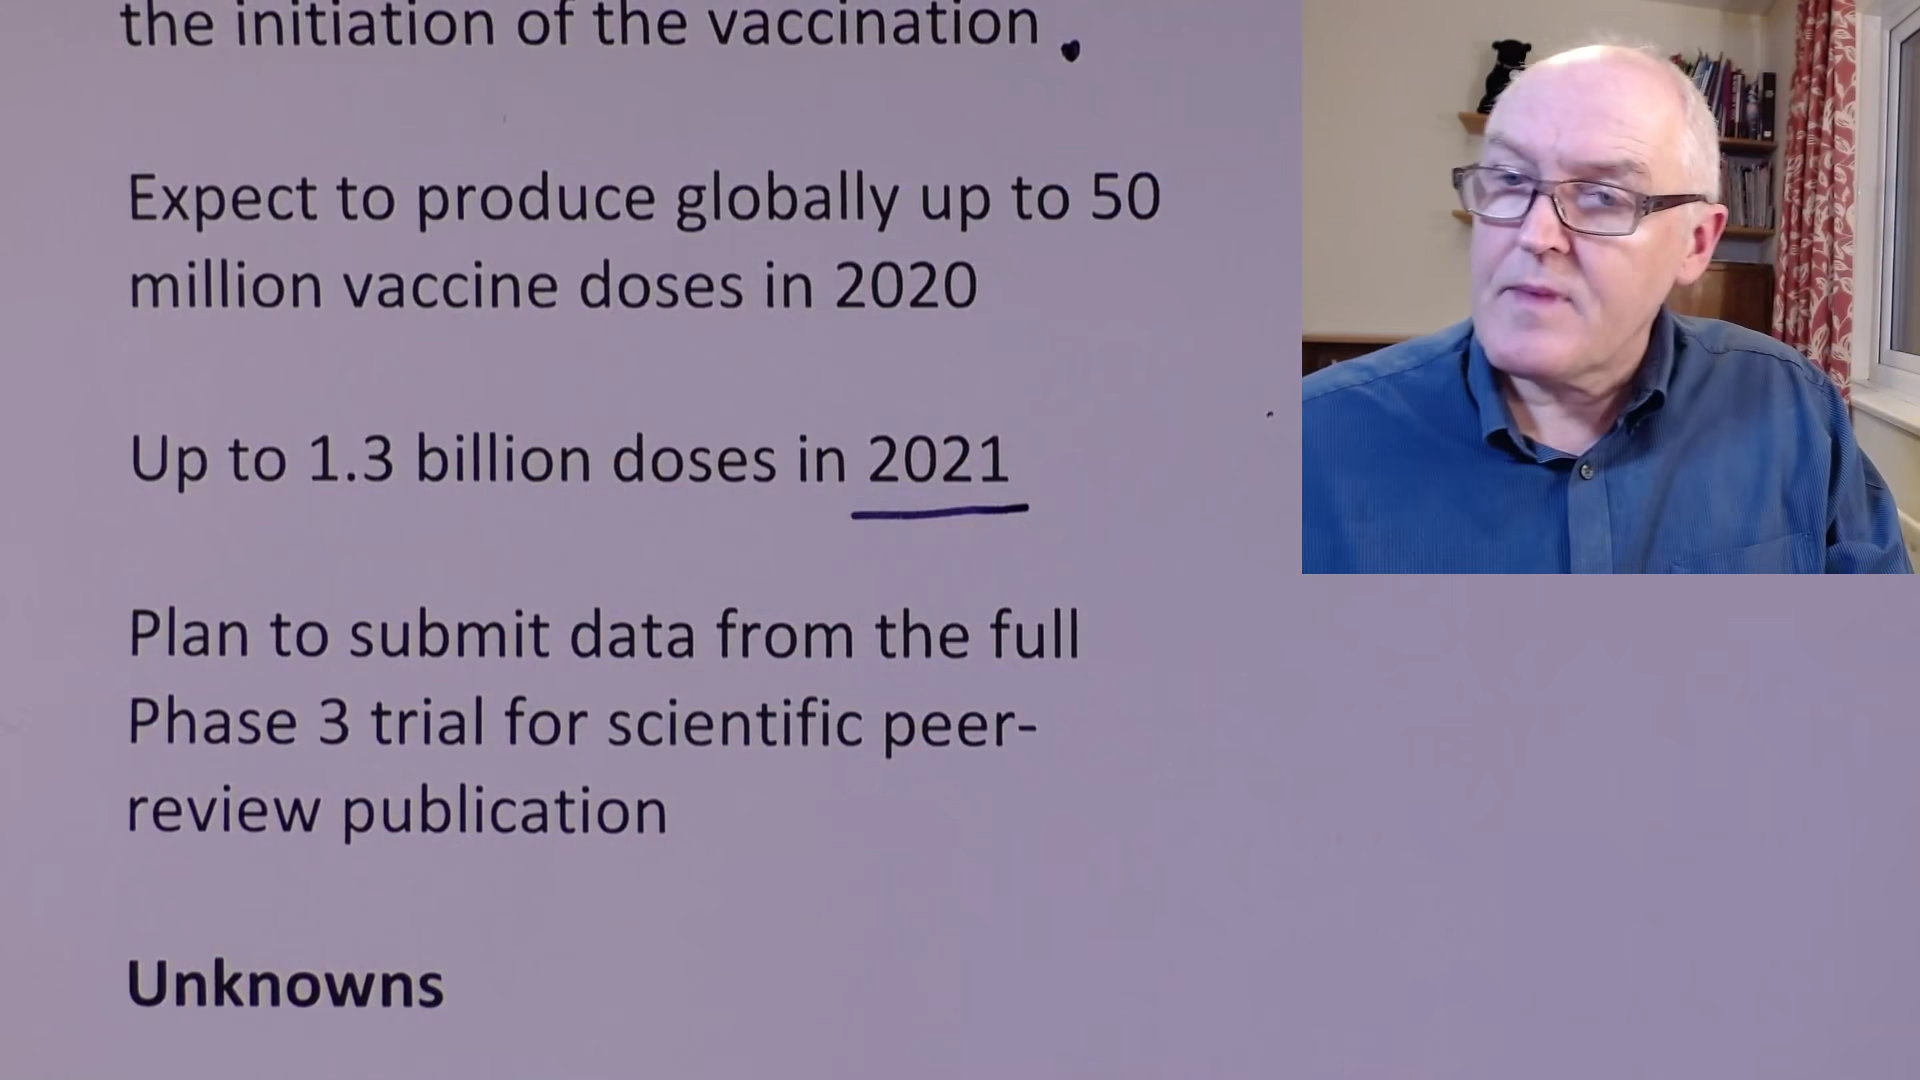 the initiation of the vaccination
Expect to produce globally up to 50
million vaccine doses in 2020
Up to 1.3 billion doses in 2021
Plan to submit data from the full
Phase 3 trial for scientific peer-
review publication
Unknowns